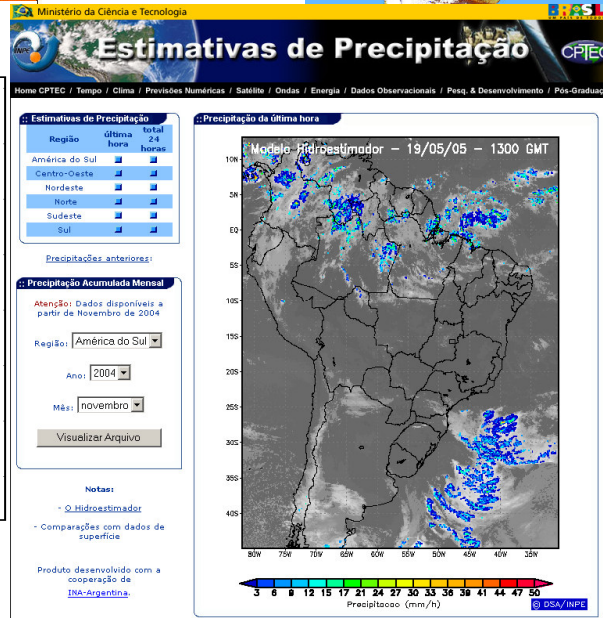 Ministério da Ciência e Tecnologia
BRASIL
INPE
Estimativas de Precipitação
CPTEC
Home CPTEC / Tempo / Clima / Previsões Numéricas / Satélite / Ondas / Energia / Dados Observacionais / Pesq. & Desenvolvimento / Pós-Graduaç
:: Estimativas de Precipitação
Região última hora total 24 horas
América do Sul
Centro-Oeste
Nordeste
Norte
Sudeste
Sul
Precipitações anteriores:
:: Precipitação Acumulada Mensal
Atenção: Dados disponíveis a
partir de Novembro de 2004
Região: América do Sul
Ano: 2004
Mês: novembro
Visualizar Arquivo
Notas:
- O Hidroestimador
- Comparações com dados de
superfície
Produto desenvolvido com a
cooperação de
INA-Argentina.
::Precipitação da última hora
Modelo Hidroestimador - 19/05/05 - 1300 GMT
10N
5N
EQ
5S
10S
15S
20S
25S
30S
35S
40S
80W 75W 70W 65W 60W 55W 50W 45W 40W 35W
3 6 9 12 15 17 21 24 27 30 33 36 39 41 44 47 50
Precipitacao (mm/h)
© DSA/INPE